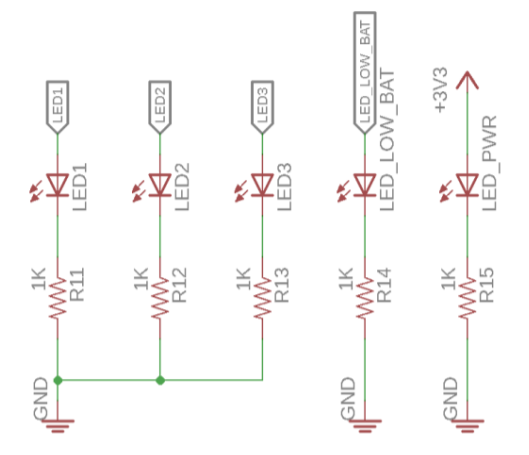 LED1
LED2
LED3
LED_LOW_BAT
+3V3
LED1
LED2
LED3
LED_LOW_BAT
LED_PWR
1K
R11
1K
R12
1K
R13
1K
R14
1K
R15
GND
GND
GND